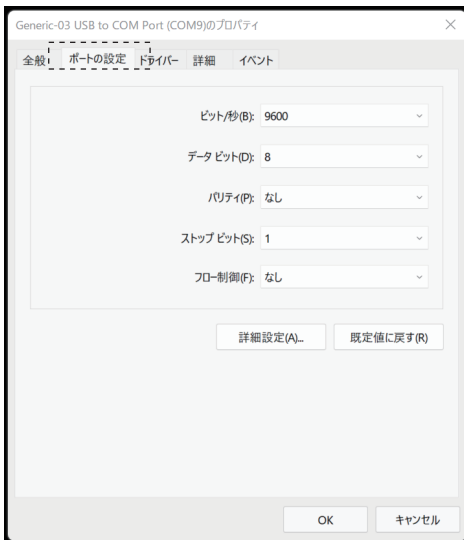 Generic-03 USB to COM Port (COM9)のプロパティ
全般 ポートの設定 ドライバー 詳細 イベント
ビット/秒(B): 9600
データ ビット(D): 8
パリティ(P): なし
ストップ ビット(S): 1
フロー制御(F): なし
詳細設定(A)... 既定値に戻す(R)
OK キャンセル